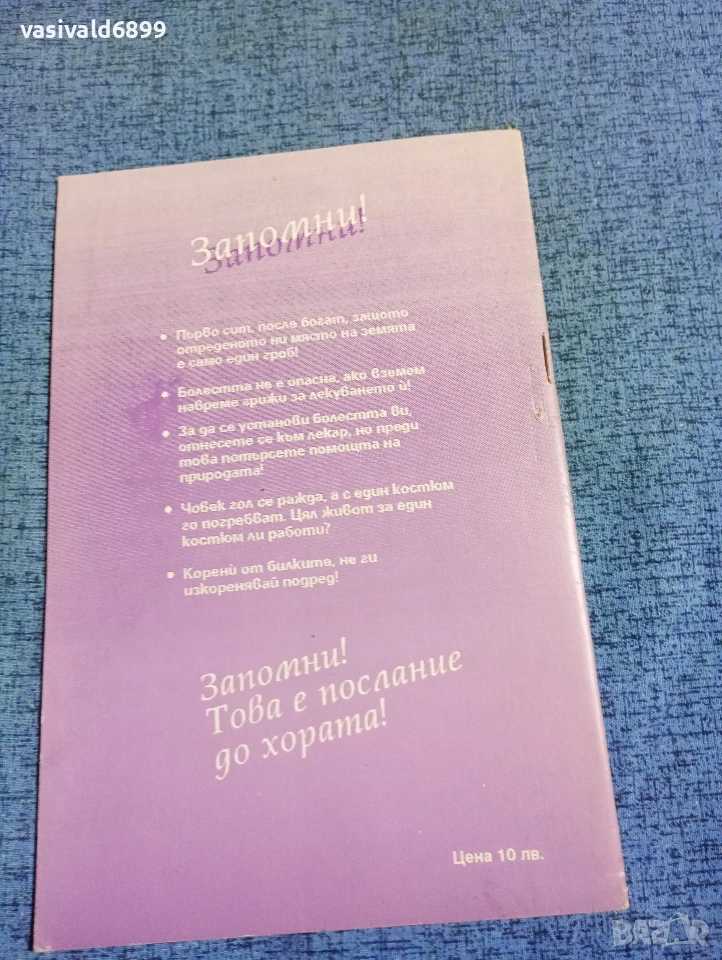 vasivald6899
Запомни!
• Първо сит, после богат, защото
отреденото ни място на земята
е само един гроб!
• Болестта не е опасна, ако вземем
навреме грижи за лекуването ѝ!
• За да се установи болестта ви,
отнесете се към лекар, но преди
това потърсете помощта на
природата!
• Човек гол се ражда, а с един костюм
го погребват. Цял живот за един
костюм ли работи?
• Корени от билките, не ги
изкоренявай подред!
Запомни!
Това е послание
до хората!
Цена 10 лв.
BAZAR